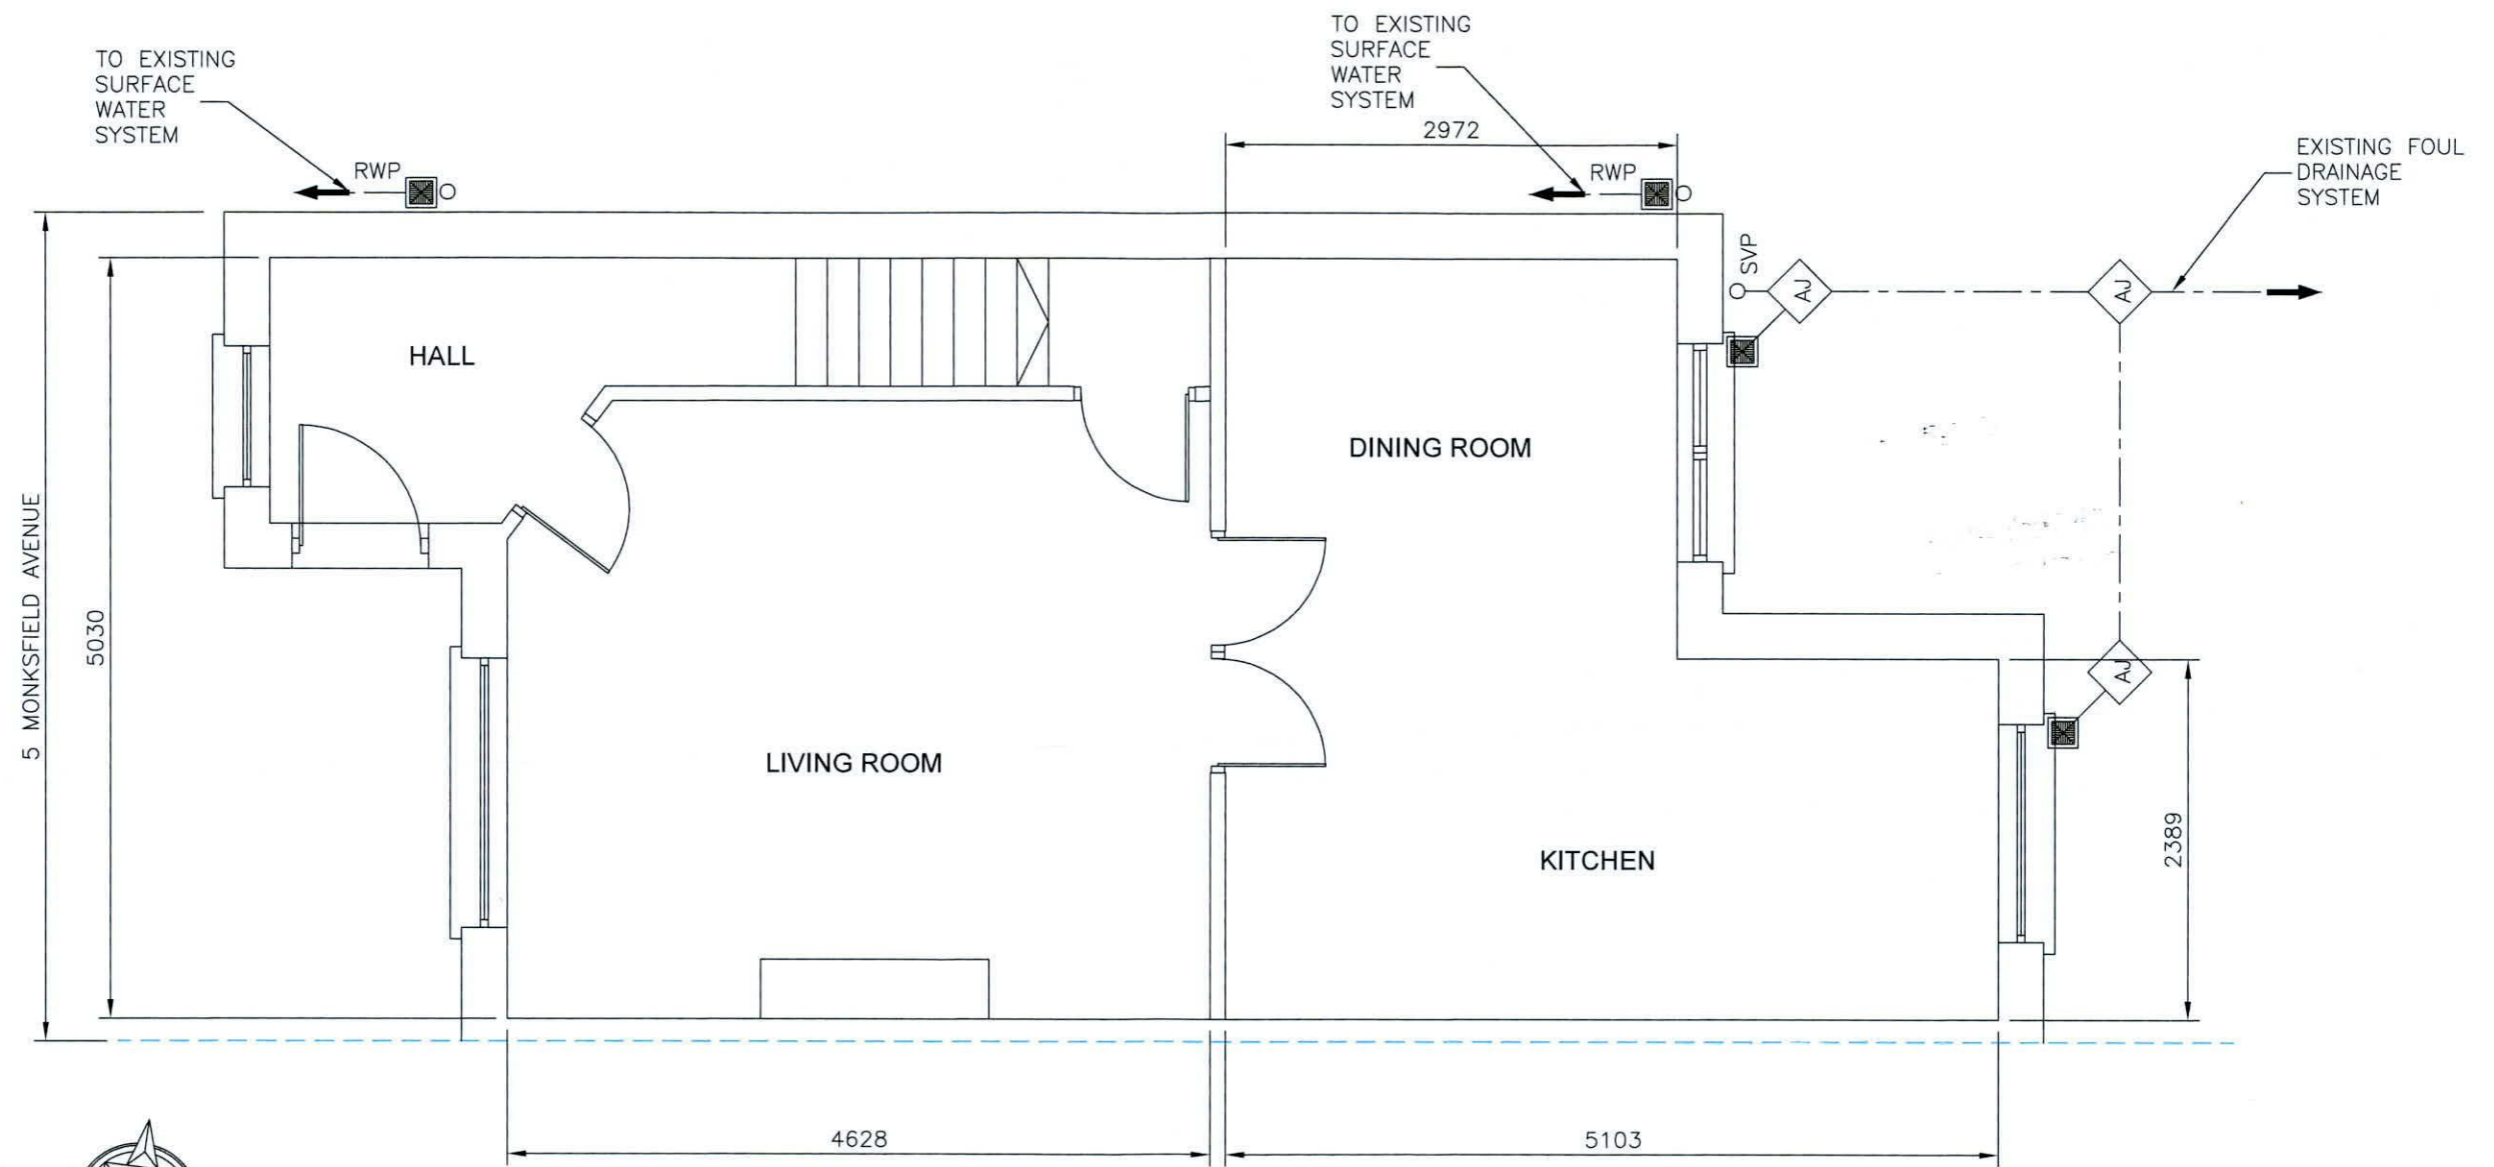 TO EXISTING
SURFACE
WATER
SYSTEM
RWP
TO EXISTING
SURFACE
WATER
SYSTEM
2972
RWP
EXISTING FOUL
DRAINAGE
SYSTEM
SVP
AJ
AJ
HALL
DINING ROOM
5 MONKSFIELD AVENUE
5030
AJ
LIVING ROOM
KITCHEN
2389
4628
5103